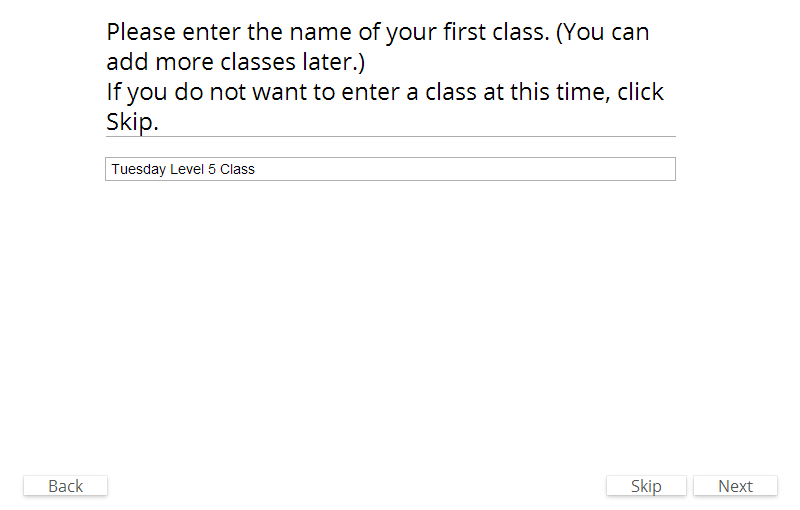 Please enter the name of your first class. (You can
add more classes later.)
If you do not want to enter a class at this time, click
Skip.
Tuesday Level 5 Class
Back
Skip
Next